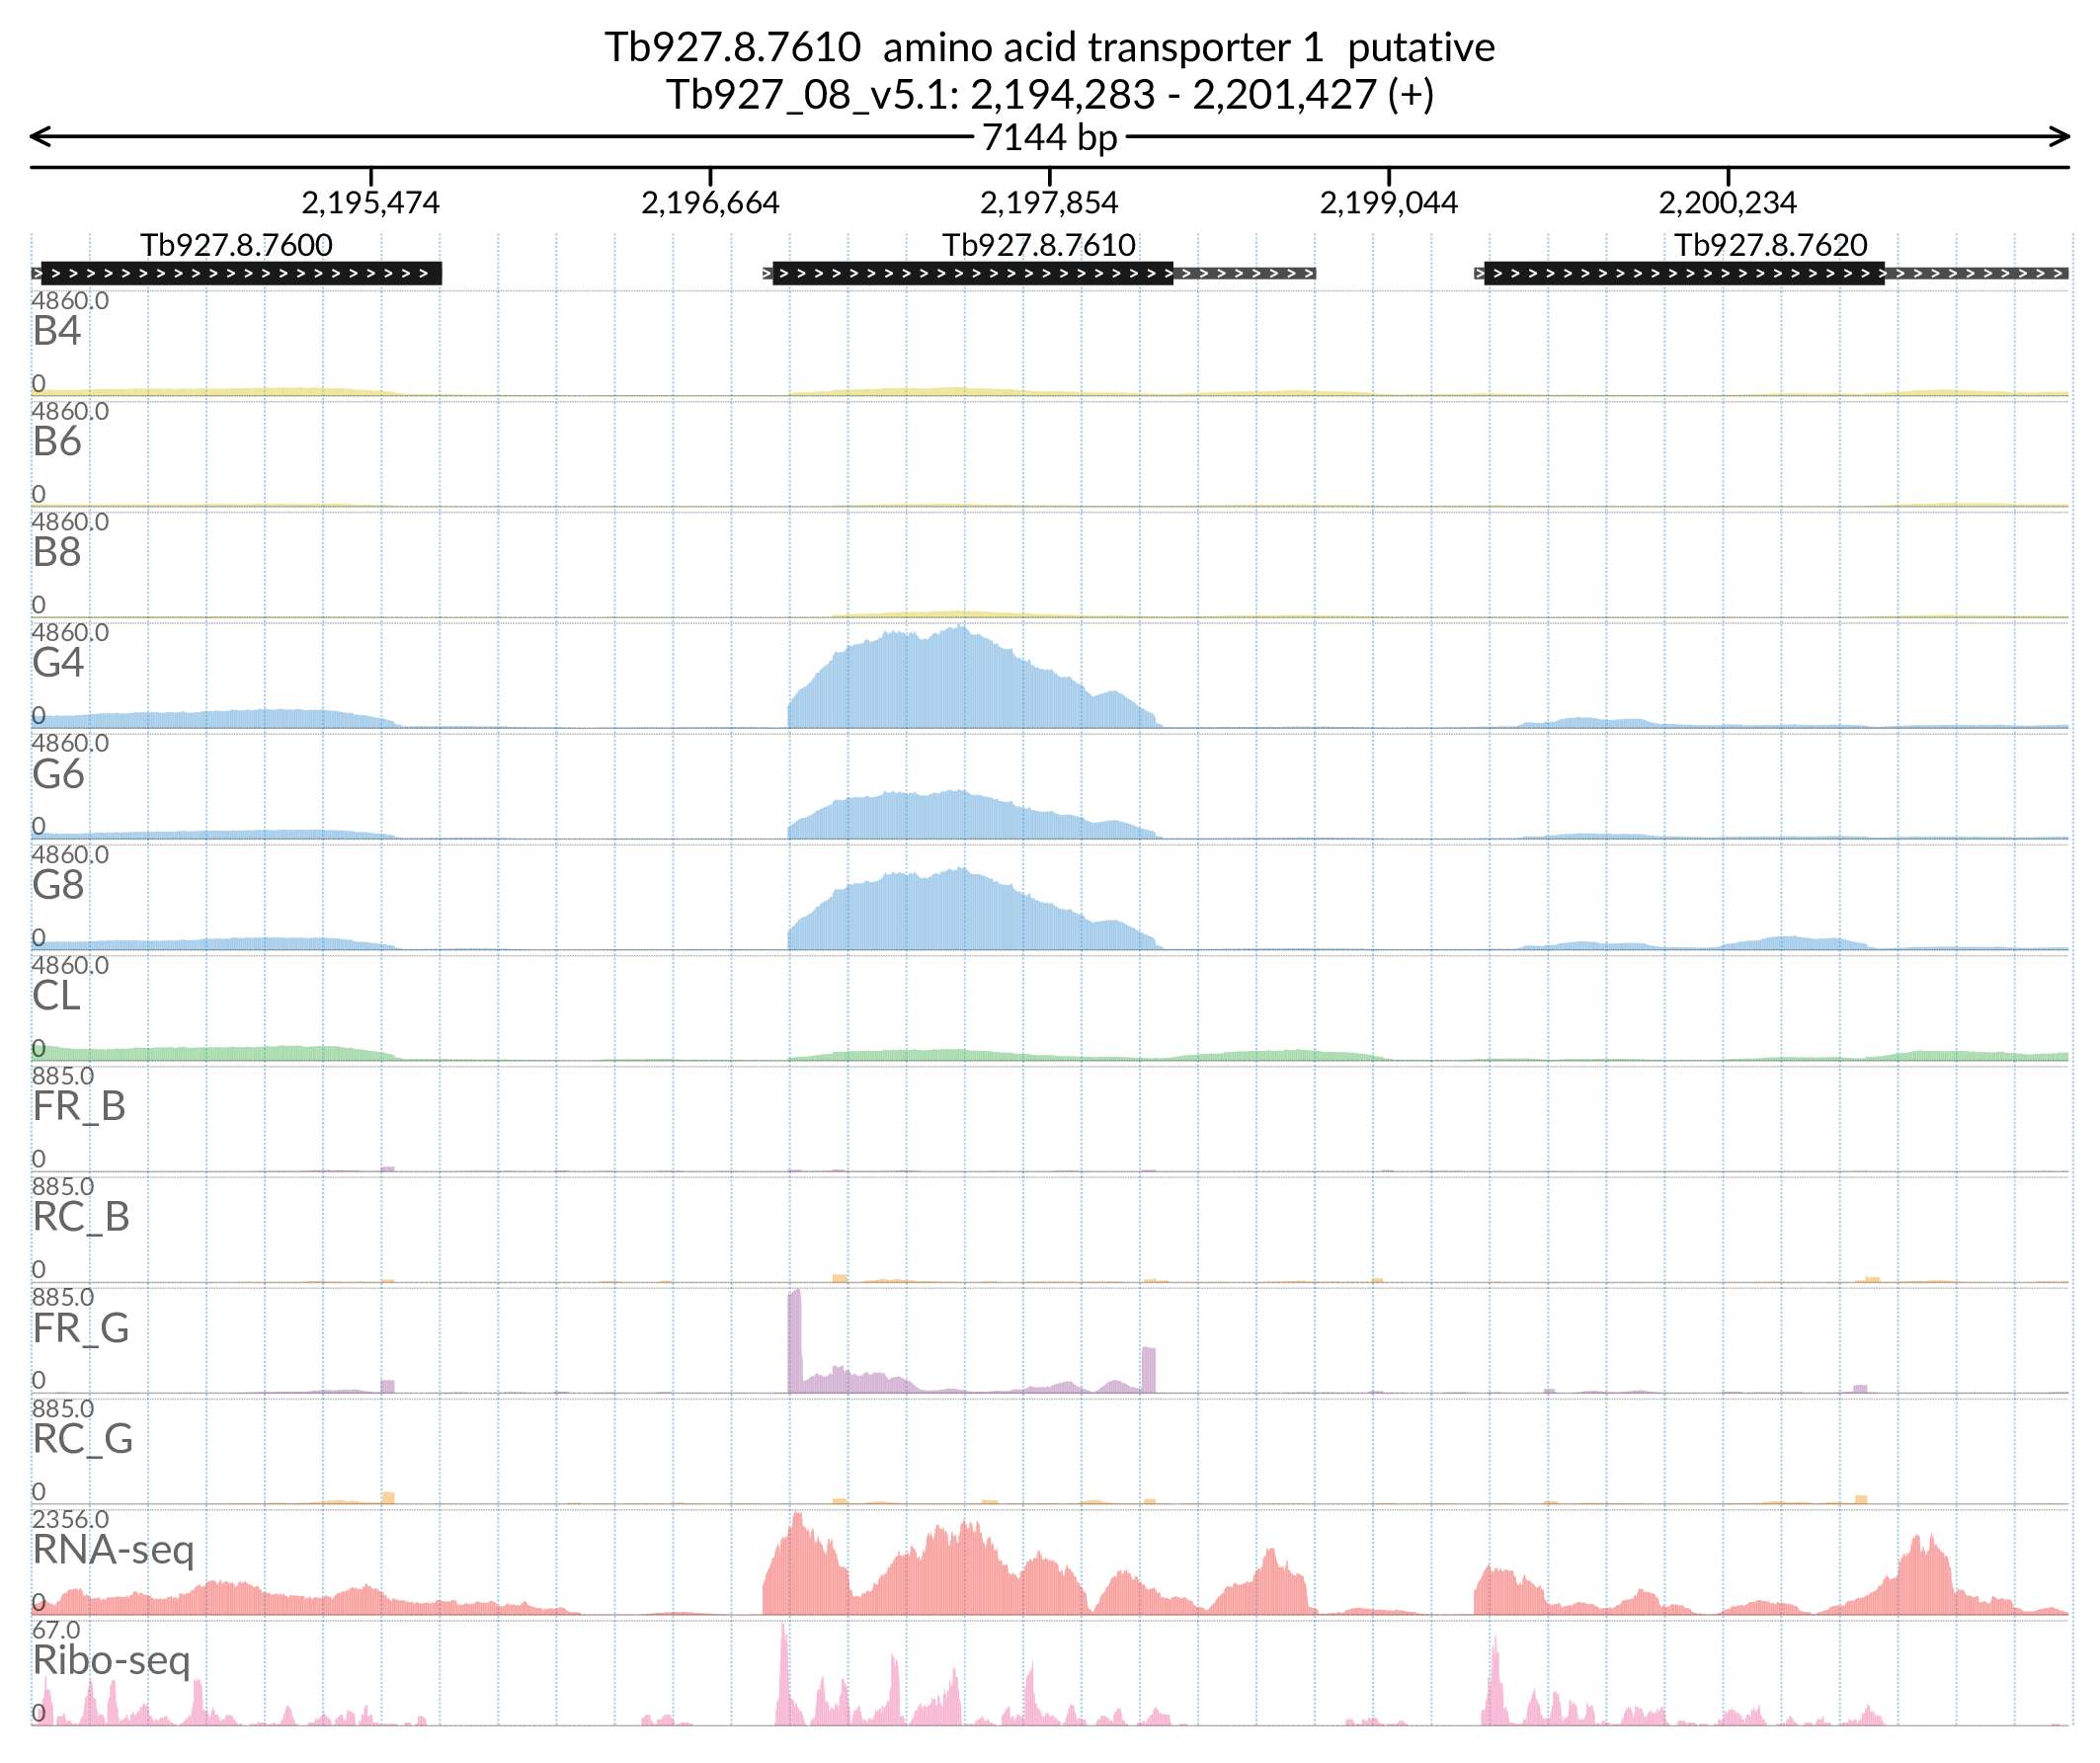 Tb927.8.7610  amino acid transporter 1  putative
Tb927_08_v5.1: 2,194,283 - 2,201,427 (+)
7144 bp
2,195,474 2,196,664 2,197,854 2,199,044 2,200,234
Tb927.8.7600 Tb927.8.7610 Tb927.8.7620
4860.0
B4
0
4860.0
B6
0
4860.0
B8
0
4860.0
G4
0
4860.0
G6
0
4860.0
G8
0
4860.0
CL
0
885.0
FR_B
0
885.0
RC_B
0
885.0
FR_G
0
885.0
RC_G
0
2356.0
RNA-seq
0
67.0
Ribo-seq
0